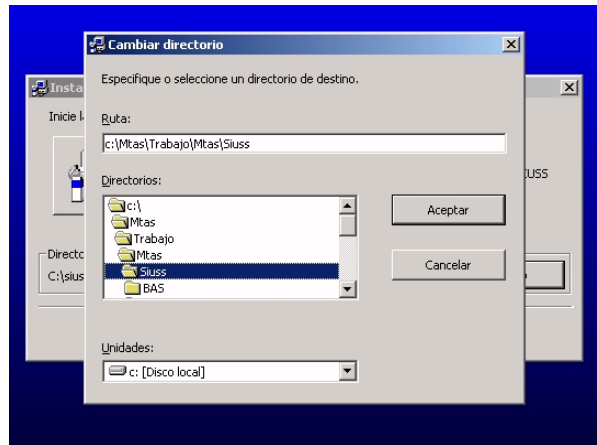 Cambiar directorio
Especifique o seleccione un directorio de destino.
Insta
Inicie l
Ruta:
c:\Mtas\Trabajo\Mtas\Siuss
IUSS
Directorios:
c:\
Mtas
Trabajo
Mtas
Siuss
BAS
Aceptar
Cancelar
Directo
C:\sius
Unidades:
c: [Disco local]